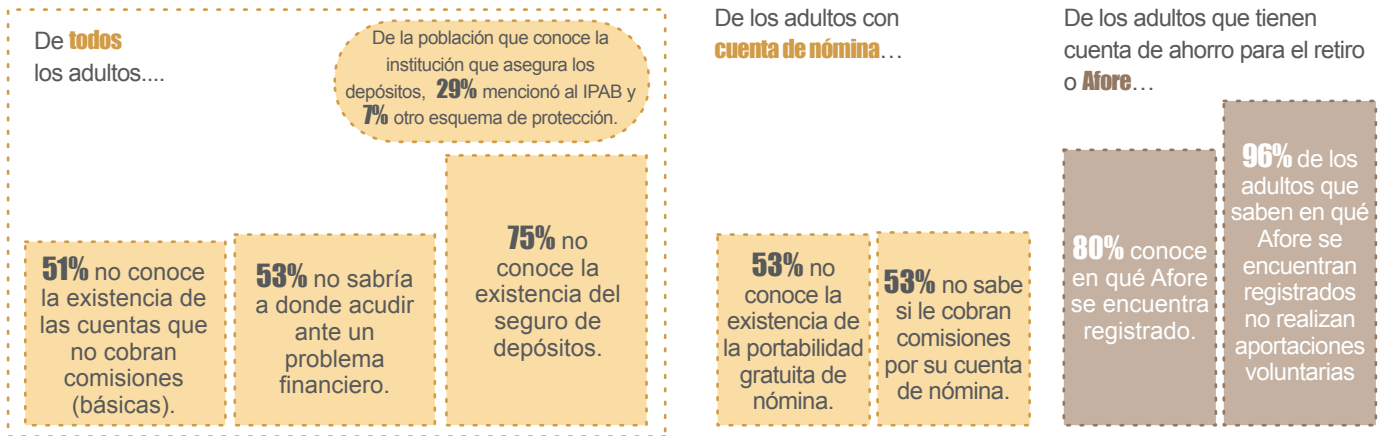 De todos
los adultos....
De la población que conoce la
institución que asegura los
depósitos, 29% mencionó al IPAB y
7% otro esquema de protección.
51% no conoce
la existencia de
las cuentas que
no cobran
comisiones
(básicas).
53% no sabría
a donde acudir
ante un
problema
financiero.
75% no
conoce la
existencia del
seguro de
depósitos.
De los adultos con
cuenta de nómina…
53% no
conoce la
existencia de
la portabilidad
gratuita de
nómina.
53% no sabe
si le cobran
comisiones
por su cuenta
de nómina.
De los adultos que tienen
cuenta de ahorro para el retiro
o Afore…
80% conoce
en qué Afore
se encuentra
registrado.
96% de los
adultos que
saben en qué
Afore se
encuentran
registrados
no realizan
aportaciones
voluntarias